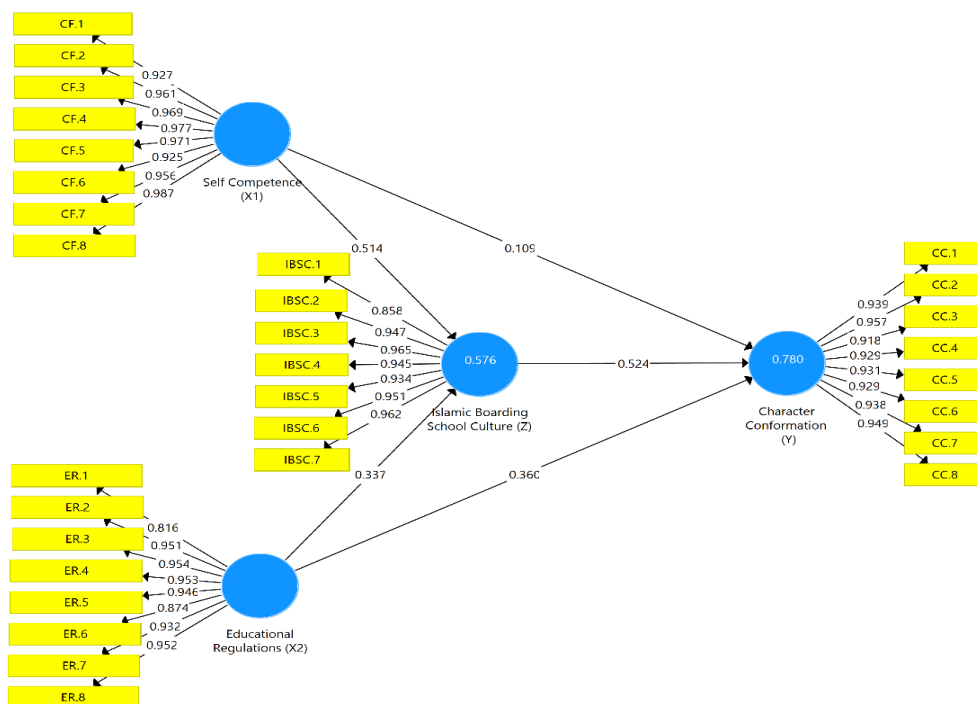 CF.1
CF.2
CF.3
CF.4
CF.5
CF.6
CF.7
CF.8
0.927
0.961
0.969
0.977
0.971
0.925
0.956
0.987
Self Competence
(X1)
0.514
0.109
IBSC.1
IBSC.2
IBSC.3
IBSC.4
IBSC.5
IBSC.6
IBSC.7
0.858
0.947
0.965
0.945
0.934
0.951
0.962
0.576
Islamic Boarding
School Culture (Z)
0.524
0.780
Character
Conformation
(Y)
0.939
0.957
0.918
0.929
0.931
0.929
0.938
0.949
CC.1
CC.2
CC.3
CC.4
CC.5
CC.6
CC.7
CC.8
0.337
0.360
ER.1
ER.2
ER.3
ER.4
ER.5
ER.6
ER.7
ER.8
0.816
0.951
0.954
0.953
0.946
0.874
0.932
0.952
Educational
Regulations (X2)